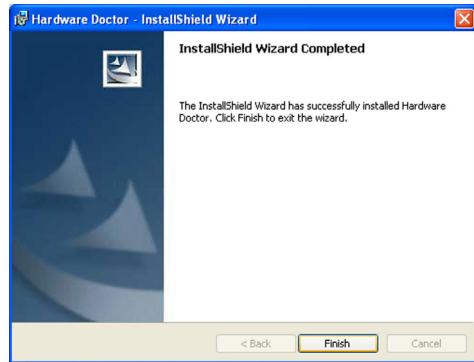 Hardware Doctor - InstallShield Wizard
InstallShield Wizard Completed
The InstallShield Wizard has successfully installed Hardware
Doctor. Click Finish to exit the wizard.
< Back
Finish
Cancel